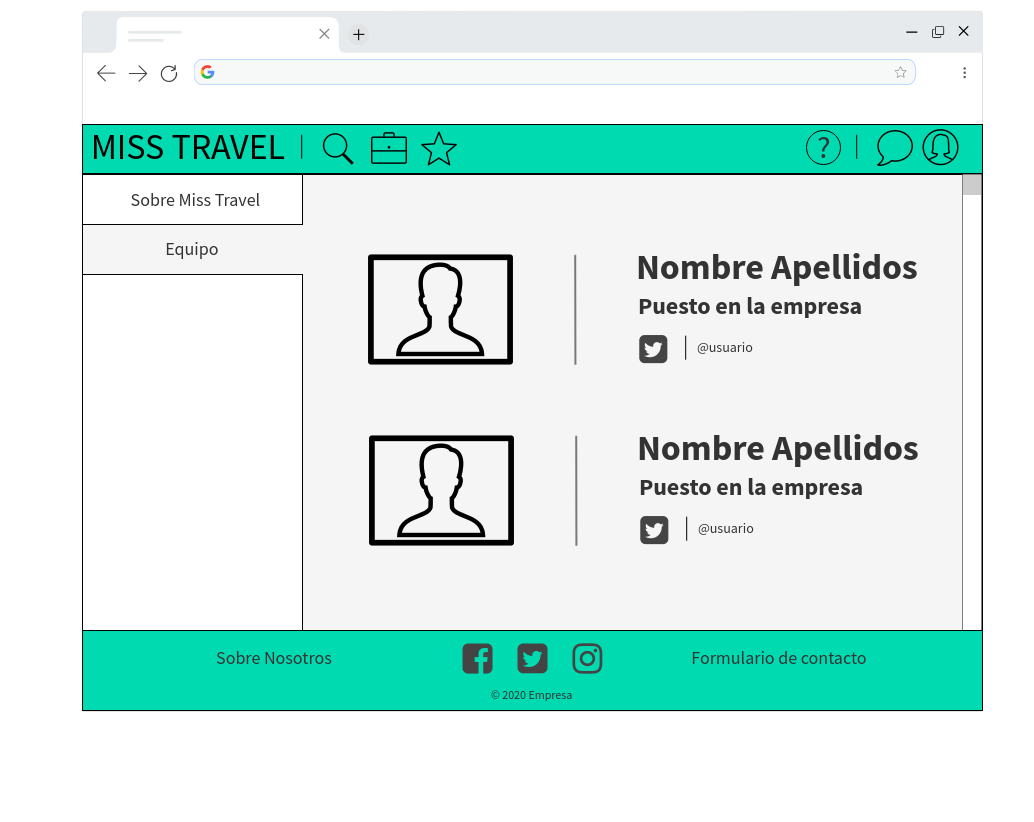 MISS TRAVEL
?
Sobre Miss Travel
Equipo
Nombre Apellidos
Puesto en la empresa
@usuario
Nombre Apellidos
Puesto en la empresa
@usuario
Sobre Nosotros
Formulario de contacto
© 2020 Empresa